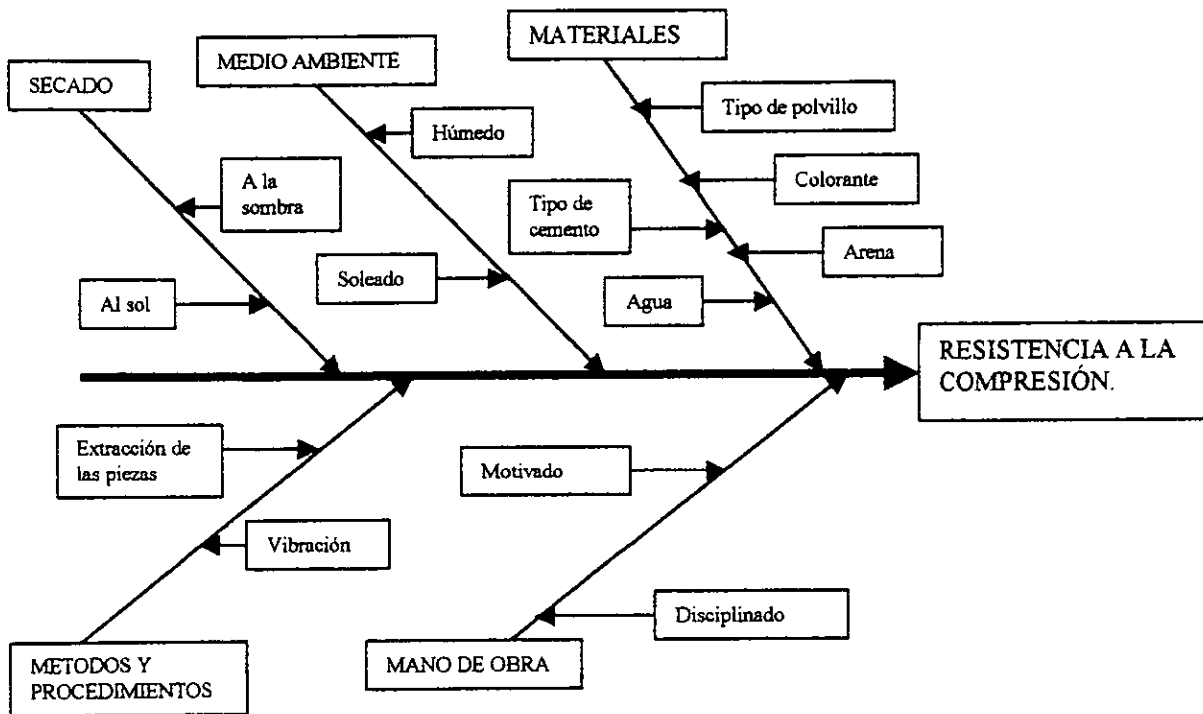 MATERIALES
MEDIO AMBIENTE
SECADO
Tipo de polvillo
Húmedo
Colorante
A la
sombra
Tipo de
cemento
Arena
Soleado
Al sol
Agua
RESISTENCIA A LA
COMPRESIÓN.
Extracción de
las piezas
Motivado
Vibración
Disciplinado
METODOS Y
PROCEDIMIENTOS
MANO DE OBRA